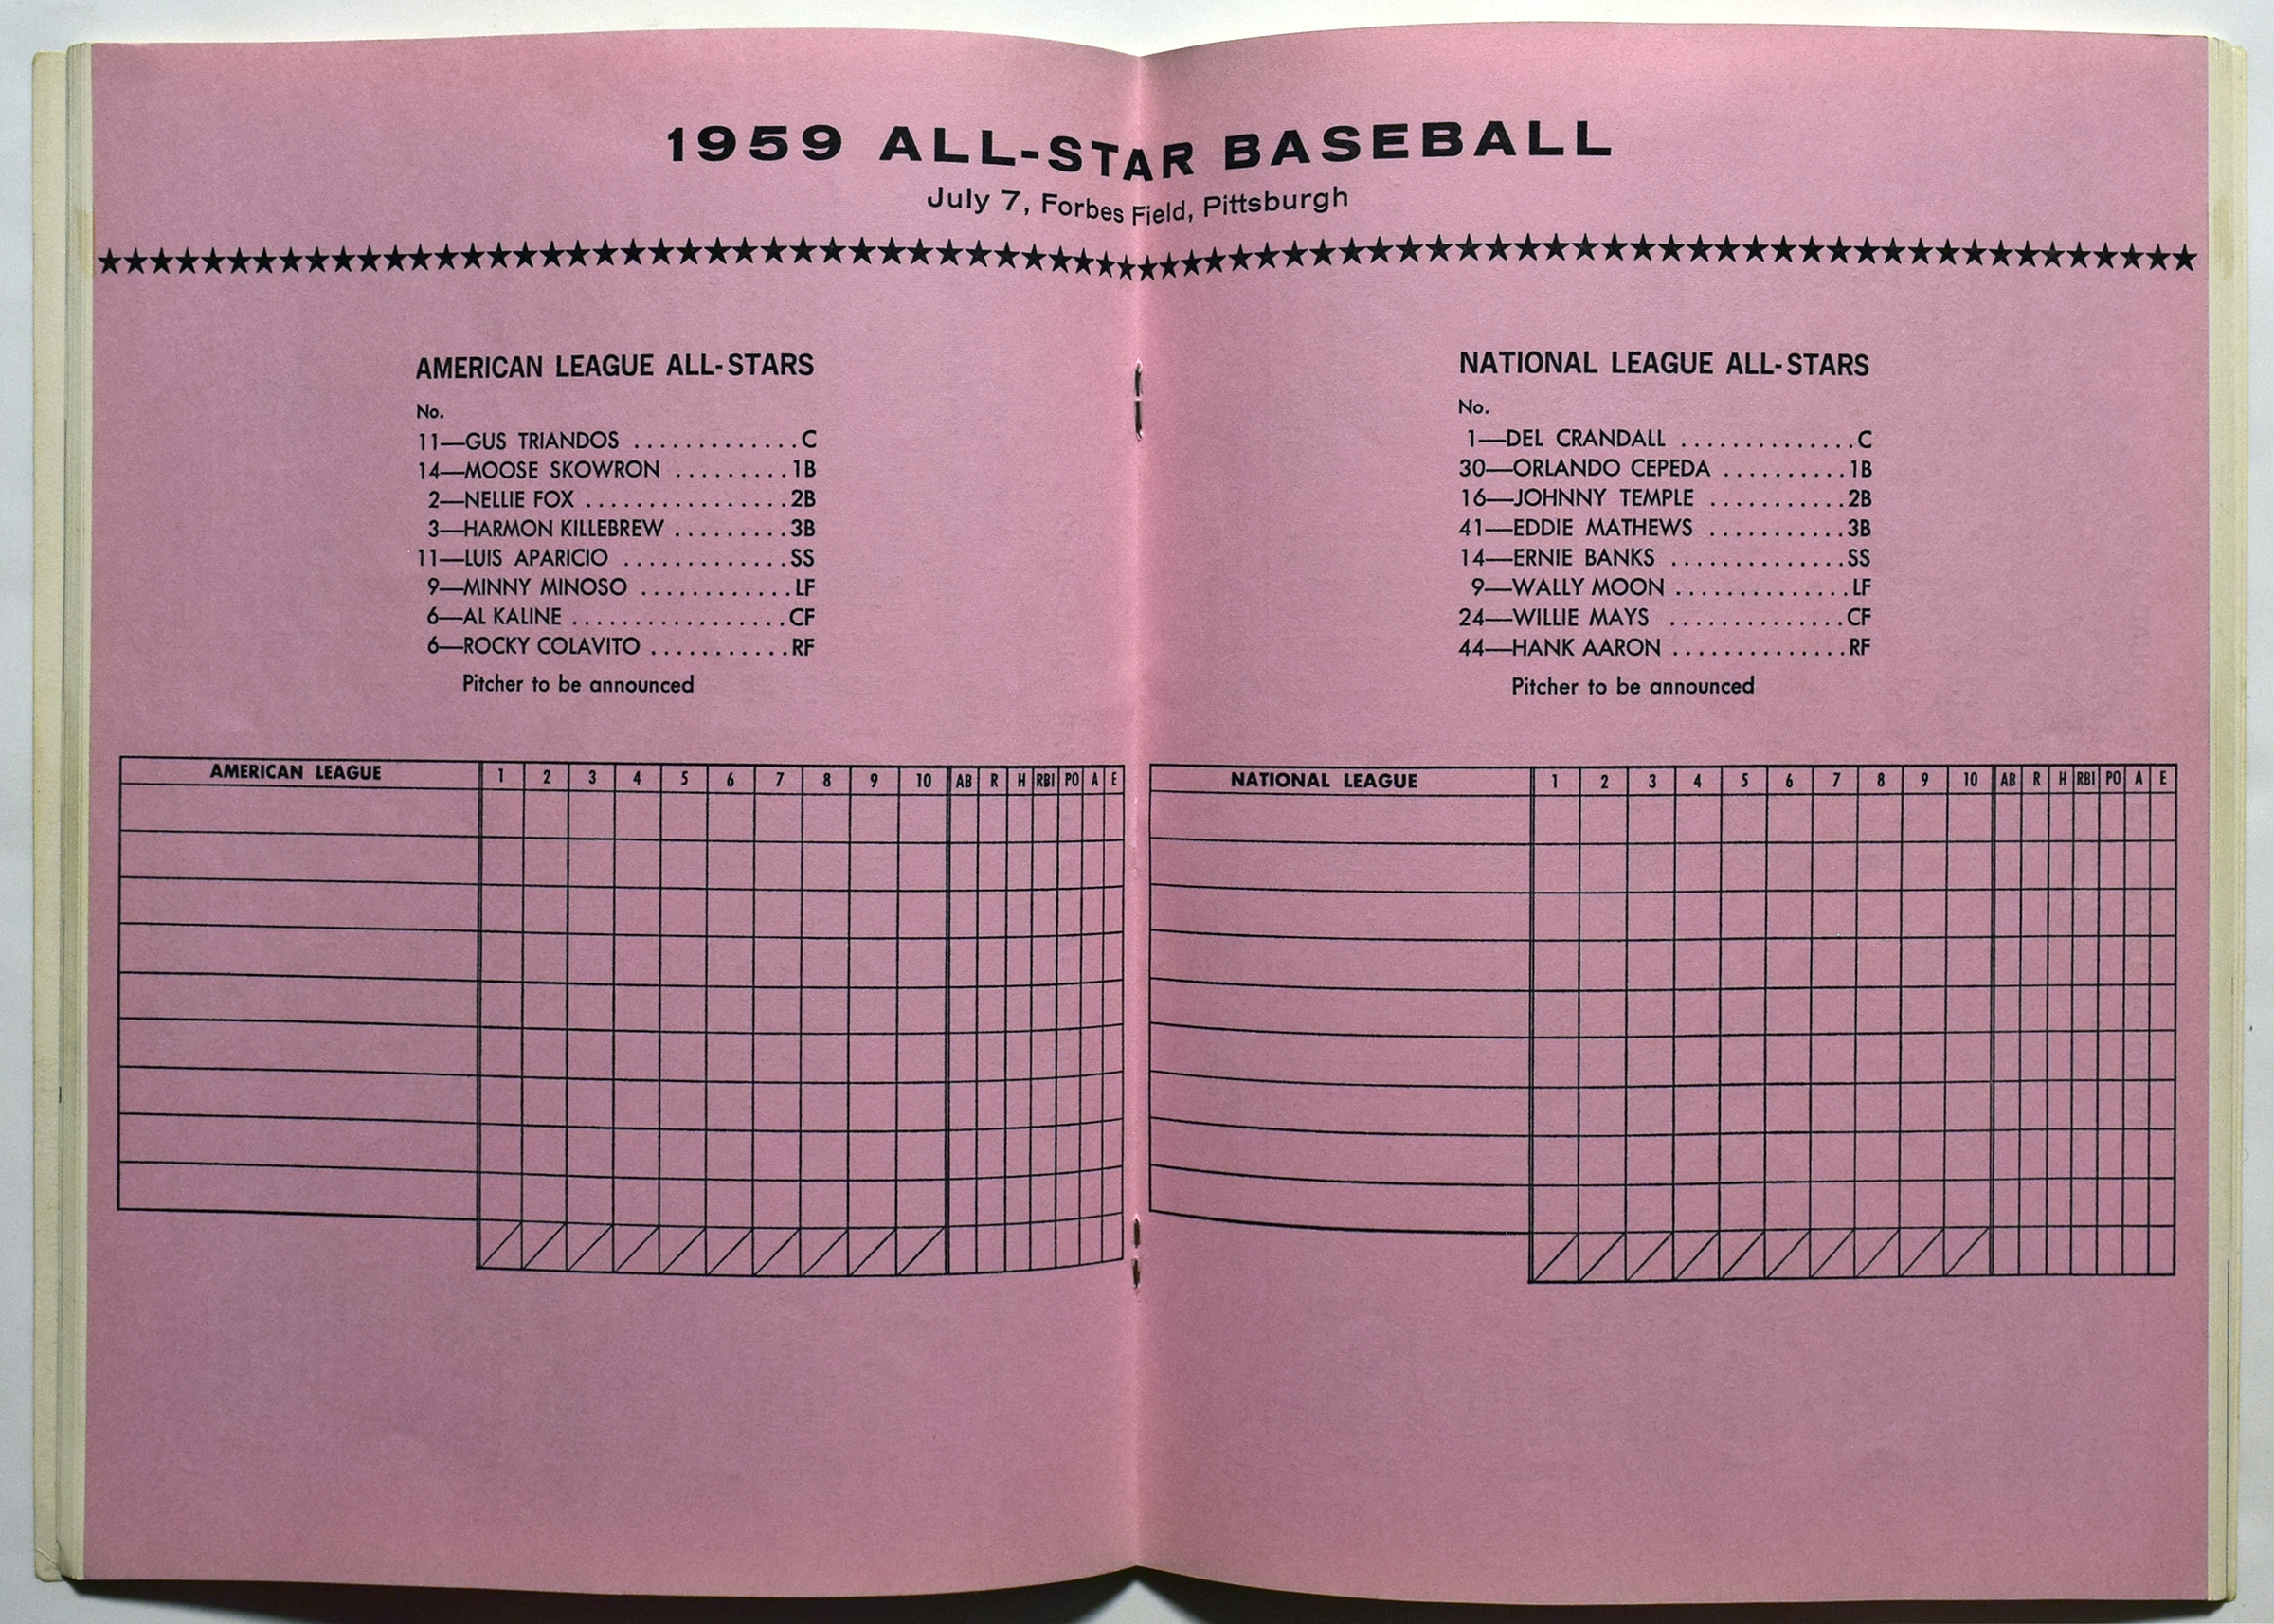 1959 ALL-STAR BASEBALL
July 7, Forbes Field, Pittsburgh
AMERICAN LEAGUE ALL-STARS
No.
11—GUS TRIANDOS .............C
14—MOOSE SKOWRON .........1B
2—NELLIE FOX ................2B
3—HARMON KILLEBREW .........3B
11—LUIS APARICIO .............SS
9—MINNY MINOSO ............LF
6—AL KALINE .................CF
6—ROCKY COLAVITO ...........RF
Pitcher to be announced
NATIONAL LEAGUE ALL-STARS
No.
1—DEL CRANDALL ..............C
30—ORLANDO CEPEDA ..........1B
16—JOHNNY TEMPLE ...........2B
41—EDDIE MATHEWS ...........3B
14—ERNIE BANKS ..............SS
9—WALLY MOON ..............LF
24—WILLIE MAYS ..............CF
44—HANK AARON ..............RF
Pitcher to be announced
AMERICAN LEAGUE 1 2 3 4 5 6 7 8 9 10 AB R H RBI PO A E
NATIONAL LEAGUE 1 2 3 4 5 6 7 8 9 10 AB R H RBI PO A E